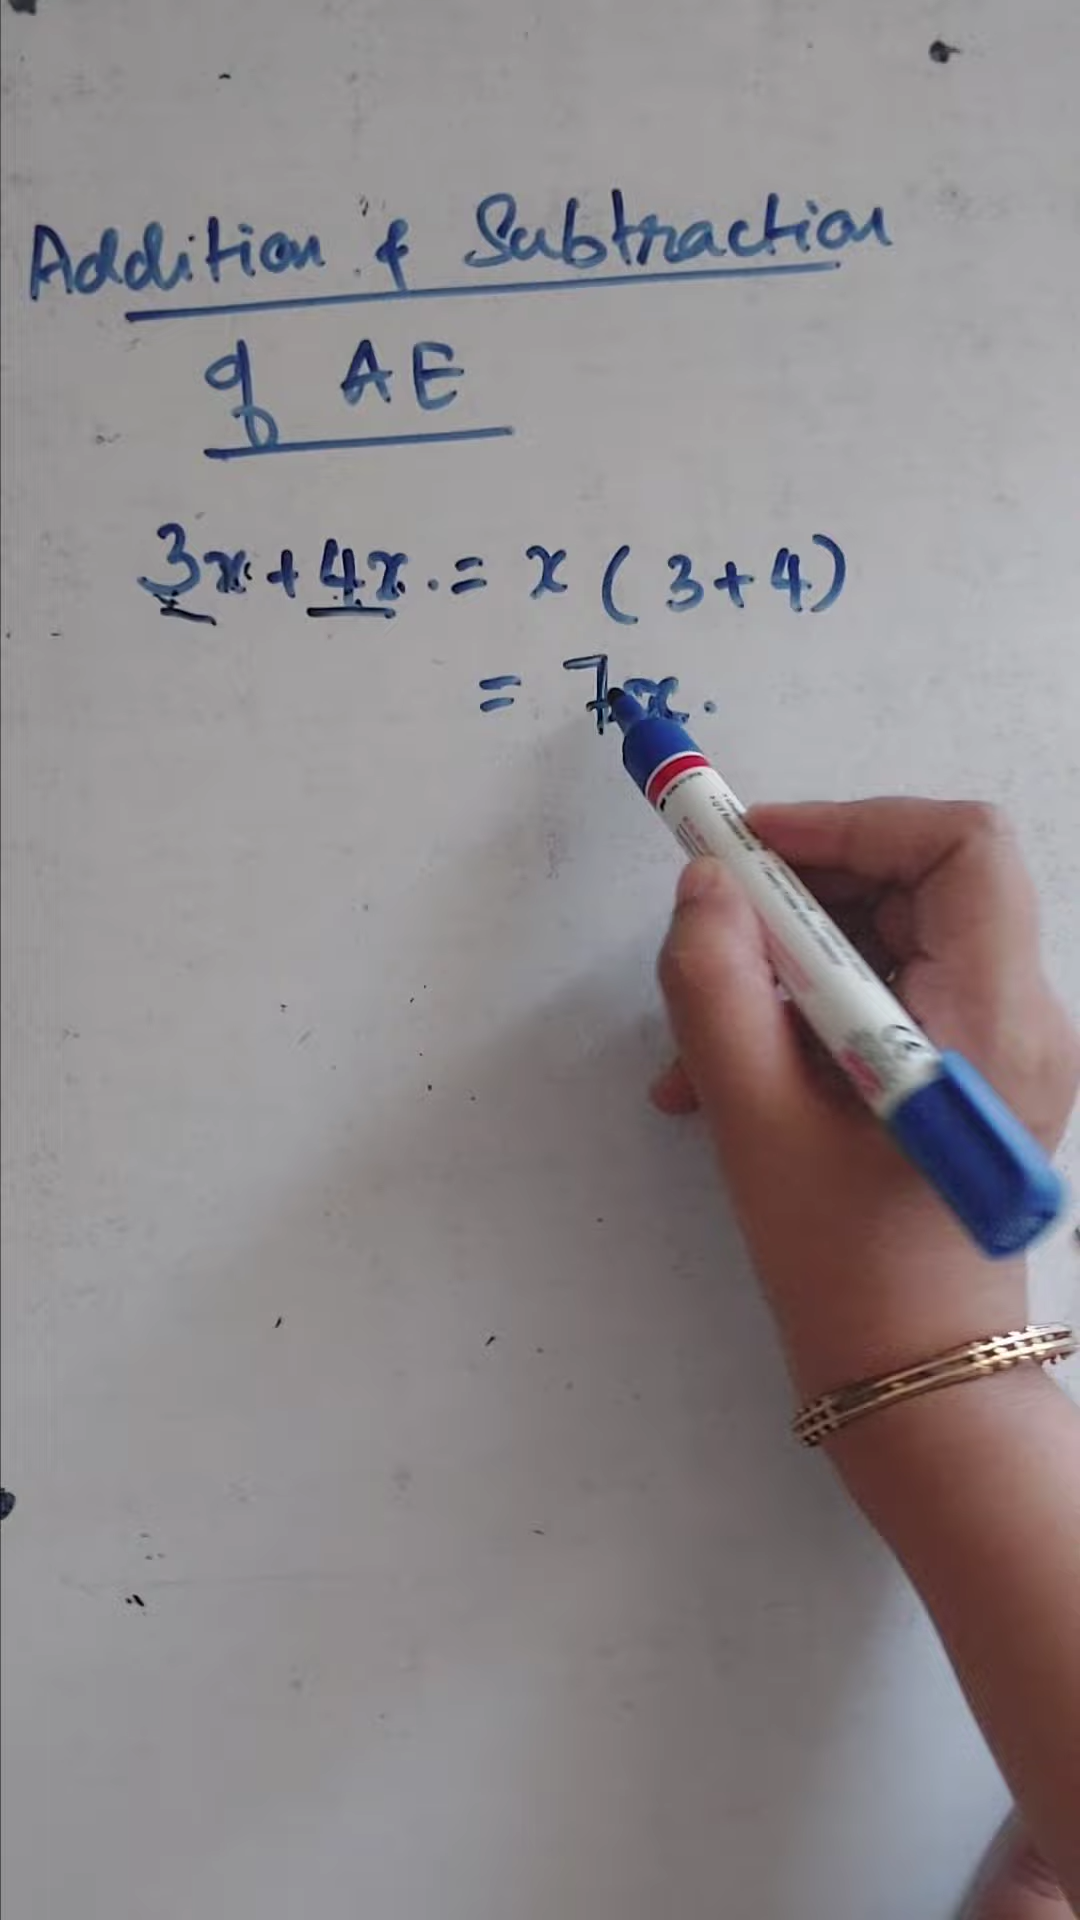 Addition & Subtraction
of AE
3x + 4x = x ( 3 + 4 )
= 7x.